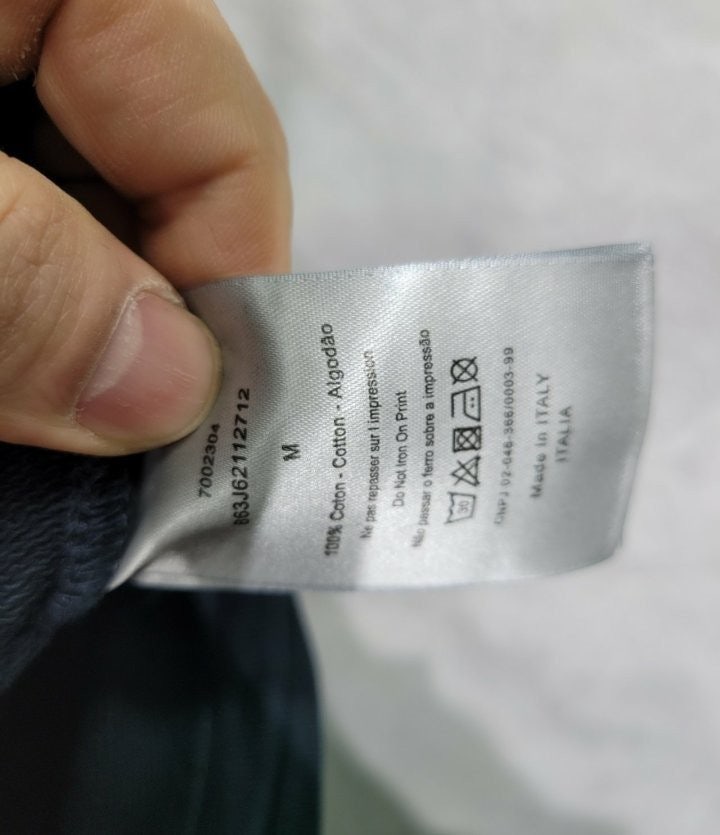 7002304
863J62112712
M
100% Coton - Cotton - Algodão
Ne pas repasser sur l impression
Do Not Iron On Print
Não passar o ferro sobre a impressão
30
CNPJ 02-046-366/0003-99
Made in ITALY
ITALIA